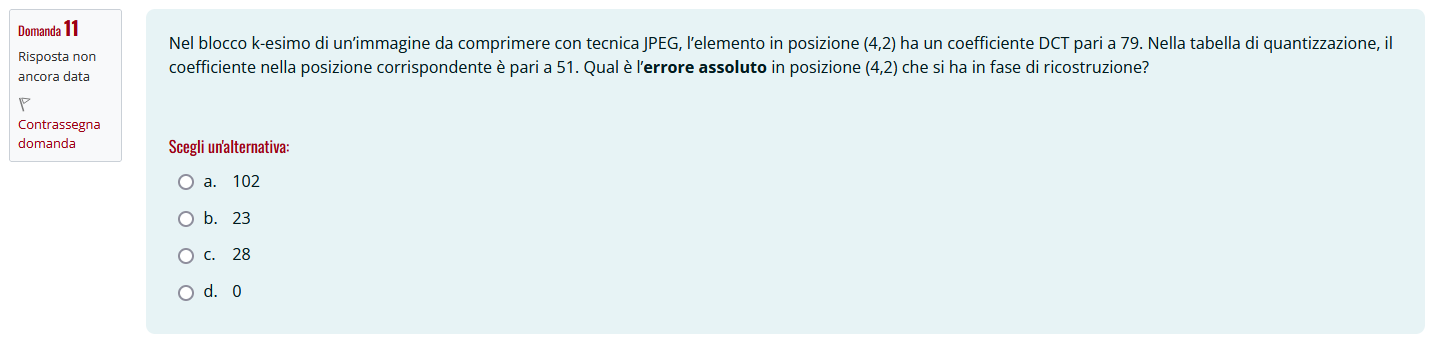 Domanda 11
Risposta non
ancora data
Contrassegna
domanda
Nel blocco k-esimo di un’immagine da comprimere con tecnica JPEG, l’elemento in posizione (4,2) ha un coefficiente DCT pari a 79. Nella tabella di quantizzazione, il
coefficiente nella posizione corrispondente è pari a 51. Qual è l’errore assoluto in posizione (4,2) che si ha in fase di ricostruzione?
Scegli un'alternativa:
a. 102
b. 23
c. 28
d. 0